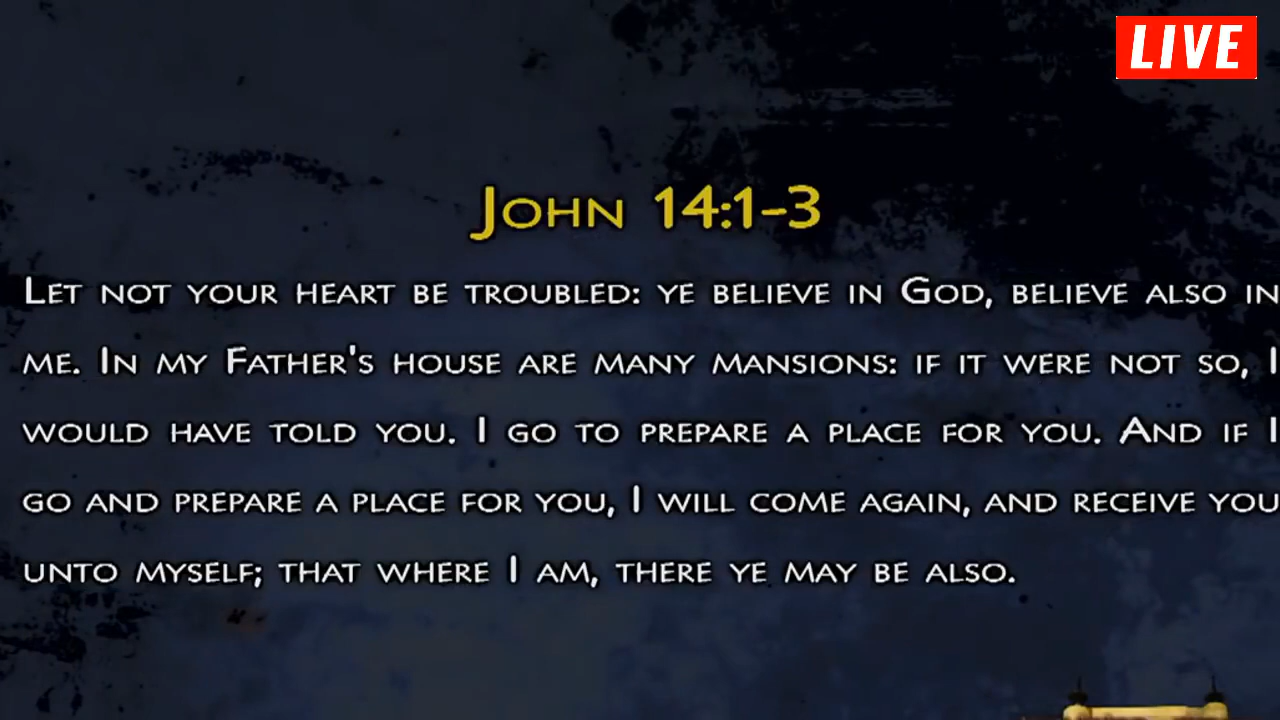 LIVE
John 14:1-3
Let not your heart be troubled: ye believe in God, believe also in
me. In my Father's house are many mansions: if it were not so, I
would have told you. I go to prepare a place for you. And if I
go and prepare a place for you, I will come again, and receive you
unto myself; that where I am, there ye may be also.